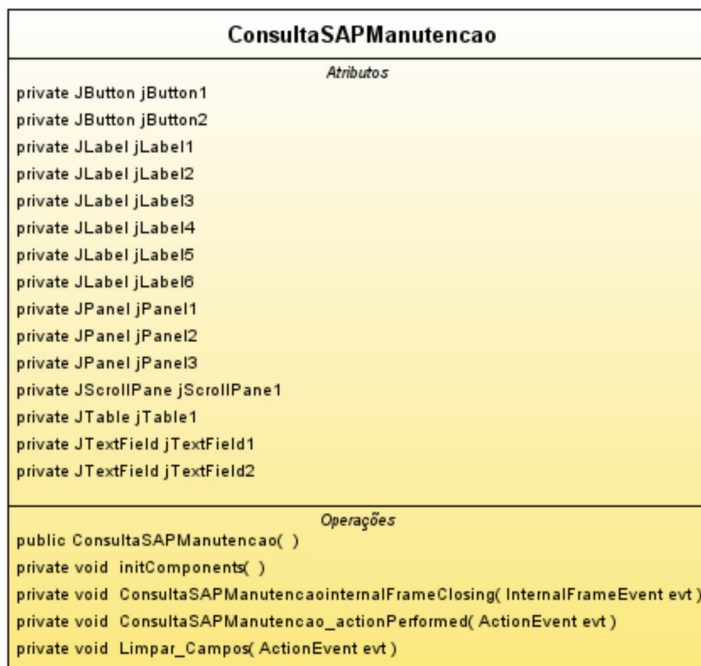 ConsultaSAPManutencao
Atributos
private JButton jButton1
private JButton jButton2
private JLabel jLabel1
private JLabel jLabel2
private JLabel jLabel3
private JLabel jLabel4
private JLabel jLabel5
private JLabel jLabel6
private JPanel jPanel1
private JPanel jPanel2
private JPanel jPanel3
private JScrollPane jScrollPane1
private JTable jTable1
private JTextField jTextField1
private JTextField jTextField2
Operações
public ConsultaSAPManutencao( )
private void initComponents( )
private void ConsultaSAPManutencaointernalFrameClosing( InternalFrameEvent evt )
private void ConsultaSAPManutencao_actionPerformed( ActionEvent evt )
private void Limpar_Campos( ActionEvent evt )